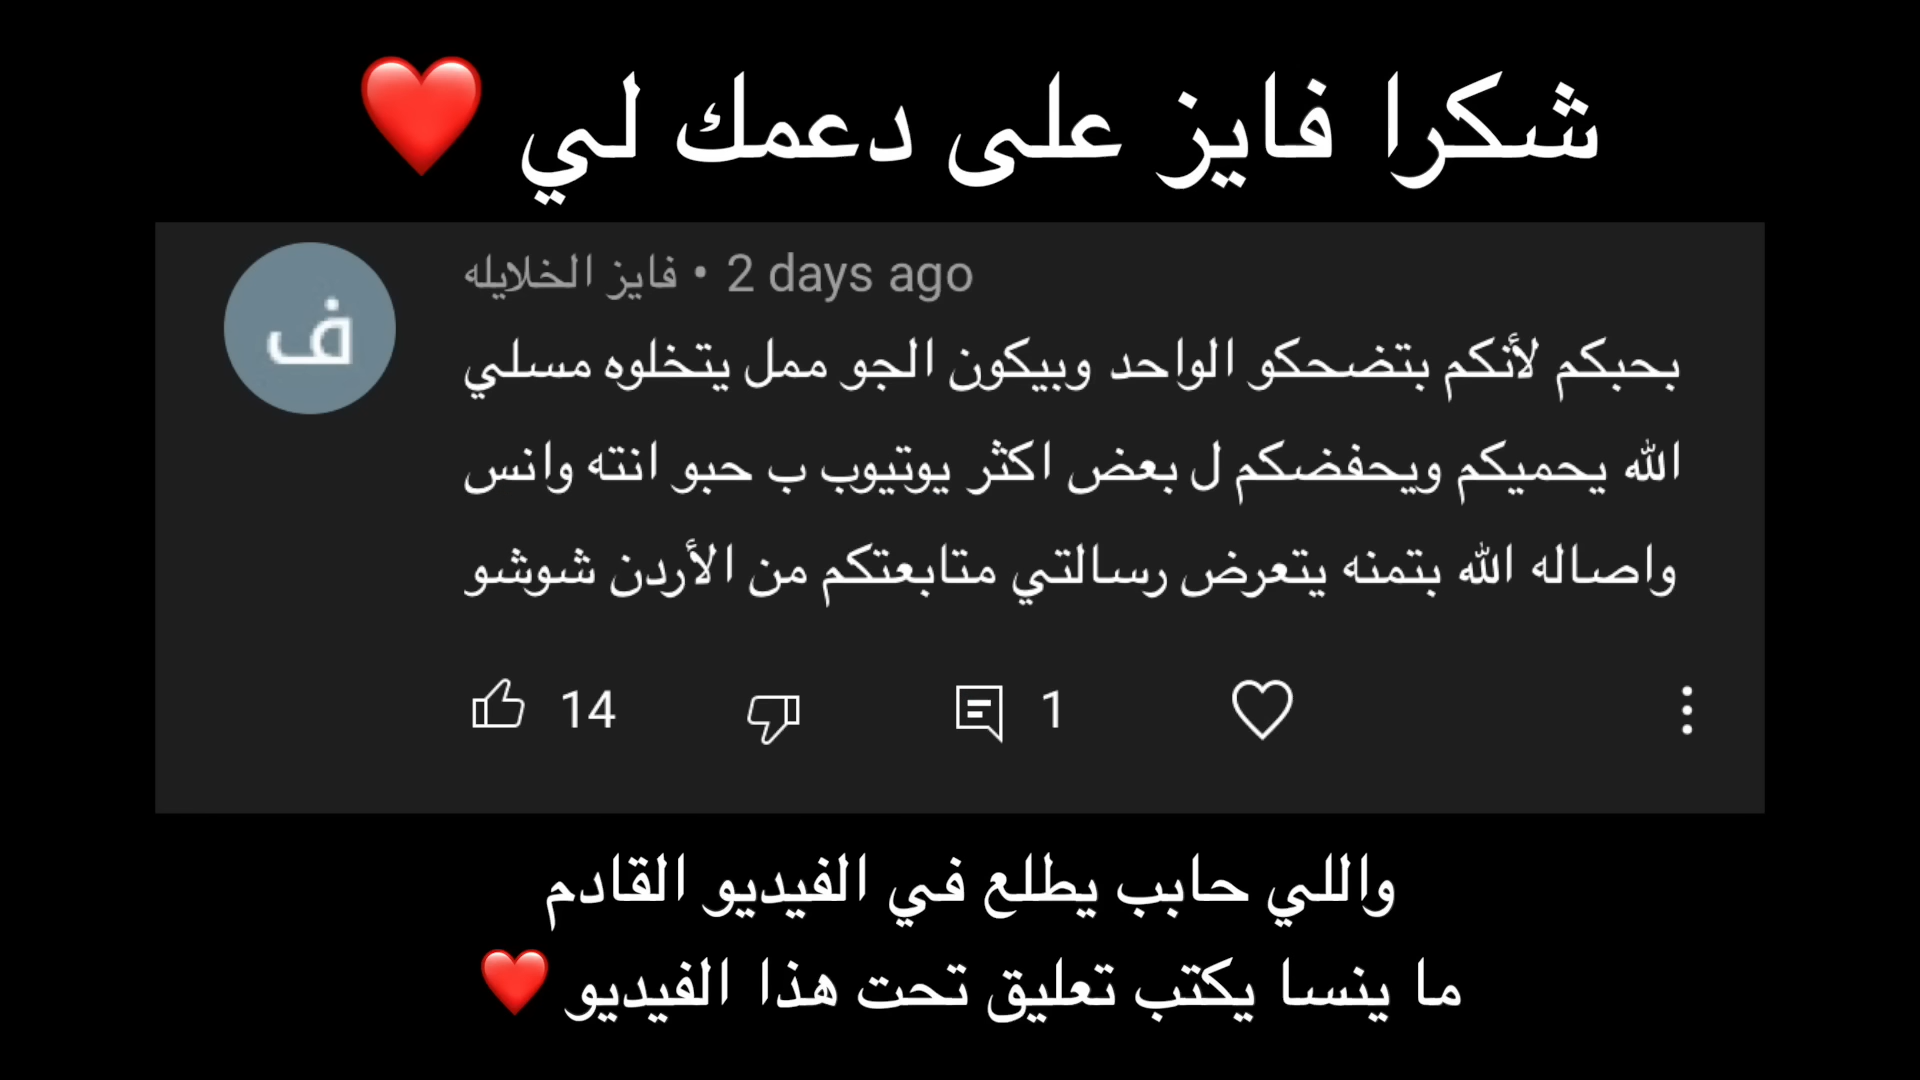 شكرا فايز على دعمك لي ❤️
ف
فايز الخلايله • 2 days ago
بحبكم لأنكم بتضحكو الواحد وبيكون الجو ممل يتخلوه مسلي
الله يحميكم ويحفضكم ل بعض اكثر يوتيوب ب حبو انته وانس
واصاله الله بتمنه يتعرض رسالتي متابعتكم من الأردن شوشو
14 1
واللي حابب يطلع في الفيديو القادم
ما ينسا يكتب تعليق تحت هذا الفيديو ❤️